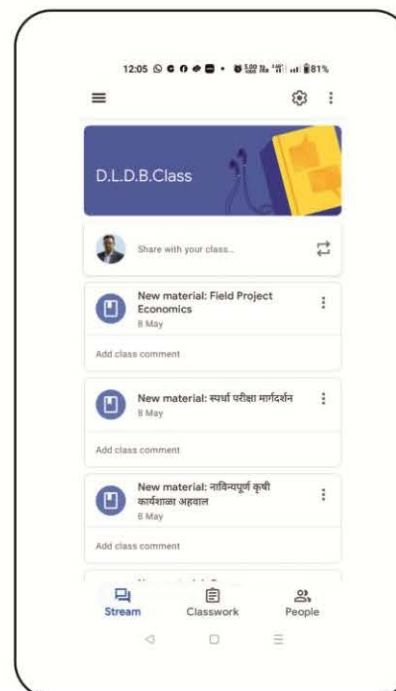 12:05 81%
D.L.D.B.Class
Share with your class...
New material: Field Project
Economics
8 May
Add class comment
New material: स्पर्धा परीक्षा मार्गदर्शन
8 May
Add class comment
New material: नाविन्यपूर्ण कृषी
कार्यशाळा अहवाल
6 May
Add class comment
Stream Classwork People